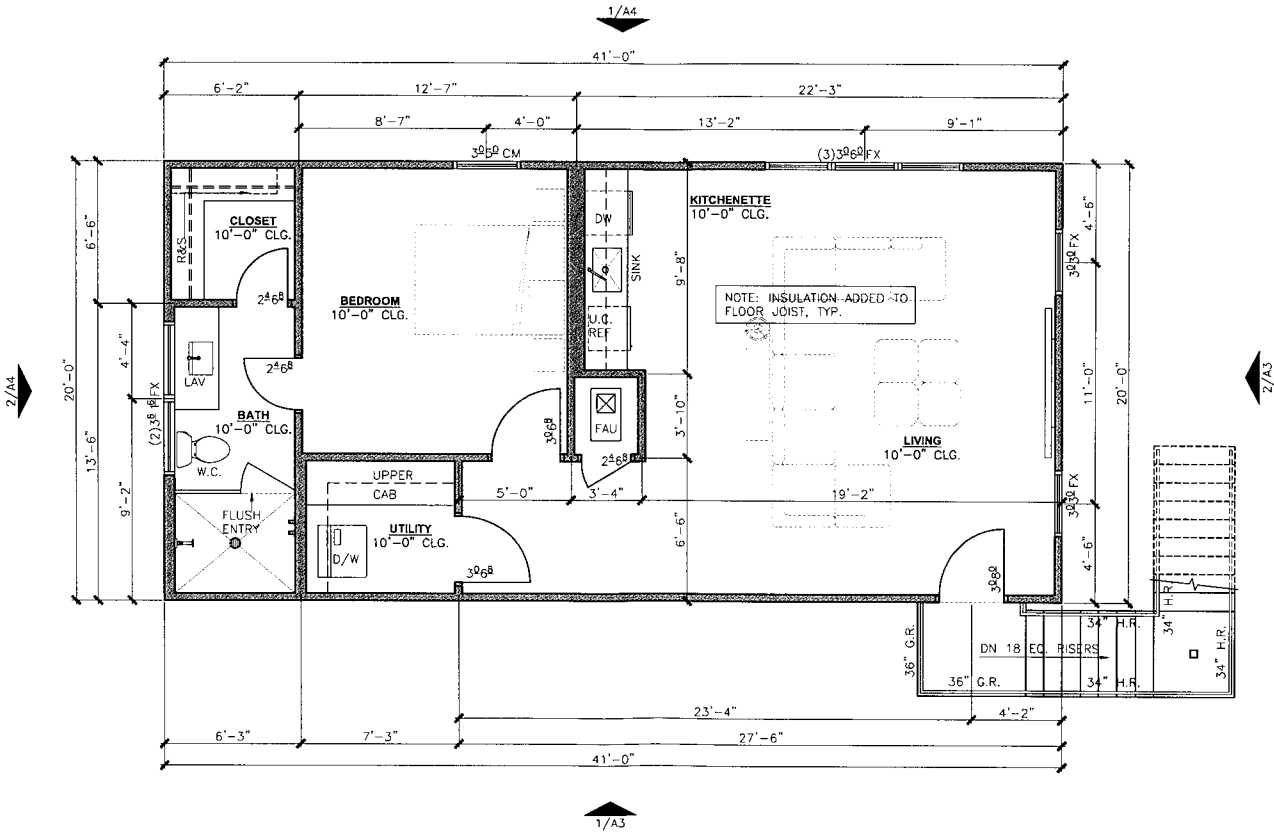 1/A4
41'-0"
6'-2" 12'-7" 22'-3"
8'-7" 4'-0" 13'-2" 9'-1"
3⁰5⁰ CM
(3)3⁰6⁰ FX
KITCHENETTE
10'-0" CLG.
CLOSET
10'-0" CLG.
R&S
DW
SINK
U.C.
REF
NOTE: INSULATION ADDED TO
FLOOR JOIST, TYP.
BEDROOM
10'-0" CLG.
2⁴6⁸
2⁴6⁸
LAV
BATH
10'-0" CLG.
W.C.
FAU
3⁰6⁸
2⁴6⁸
LIVING
10'-0" CLG.
UPPER
CAB
5'-0" 3'-4" 19'-2"
FLUSH
ENTRY
UTILITY
10'-0" CLG.
D/W
3⁰6⁸
3⁰8⁰
6'-6"
13'-6"
20'-0"
4'-4"
9'-2"
2/A4
9'-8"
3'-10"
6'-6"
4'-6"
3⁰3⁰ FX
11'-0"
20'-0"
3⁰3⁰ FX
4'-6"
2/A3
34" H.R.
34" H.R.
DN 18 EQ. RISERS
36" G.R.
36" G.R.
34" H.R.
34" H.R.
23'-4" 4'-2"
6'-3" 7'-3" 27'-6"
41'-0"
1/A3